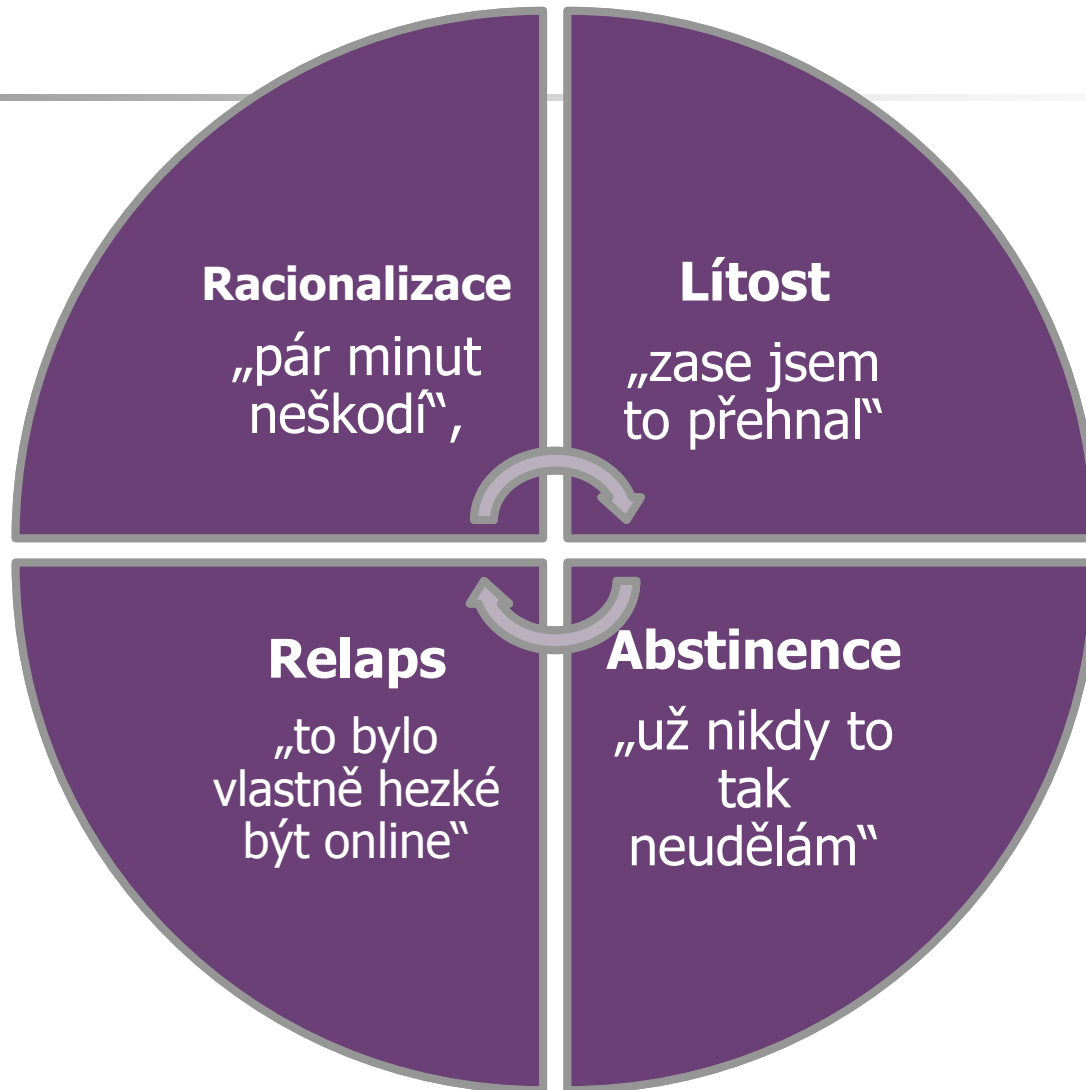 Racionalizace
„pár minut
neškodí“,
Lítost
„zase jsem
to přehnal“
Relaps
„to bylo
vlastně hezké
být online“
Abstinence
„už nikdy to
tak
neudělám“